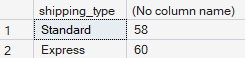 shipping_type (No column name)
1 Standard 58
2 Express 60